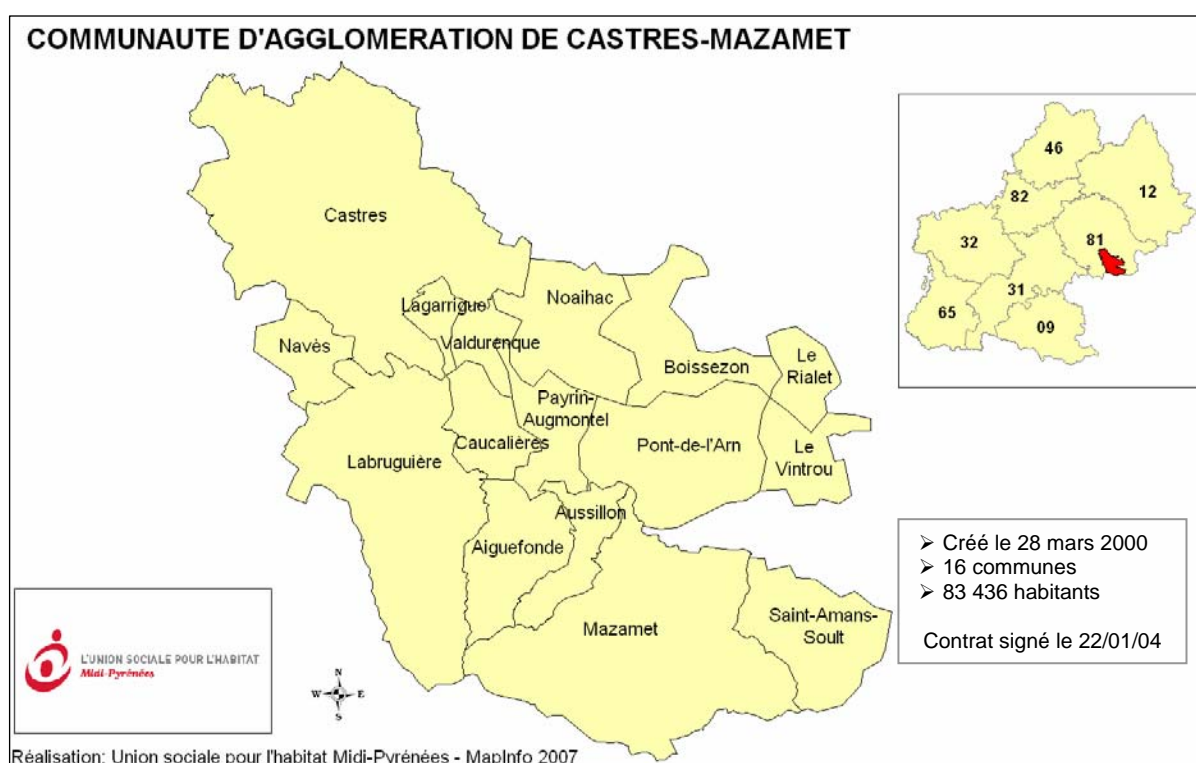 COMMUNAUTE D'AGGLOMERATION DE CASTRES-MAZAMET
Castres
Lagarrigue
Noaihac
Navès
Valdurenque
Boissezon
Le
Rialet
Payrin-
Augmontel
Caucalières
Pont-de-l'Arn
Le
Vintrou
Labruguière
Aussillon
Aiguefonde
Mazamet
Saint-Amans-
Soult
46
12
82
32
81
31
65
09
➢ Créé le 28 mars 2000
➢ 16 communes
➢ 83 436 habitants
Contrat signé le 22/01/04
L'UNION SOCIALE POUR L'HABITAT
Midi-Pyrénées
N
W E
S
Réalisation: Union sociale pour l'habitat Midi-Pyrénées - MapInfo 2007